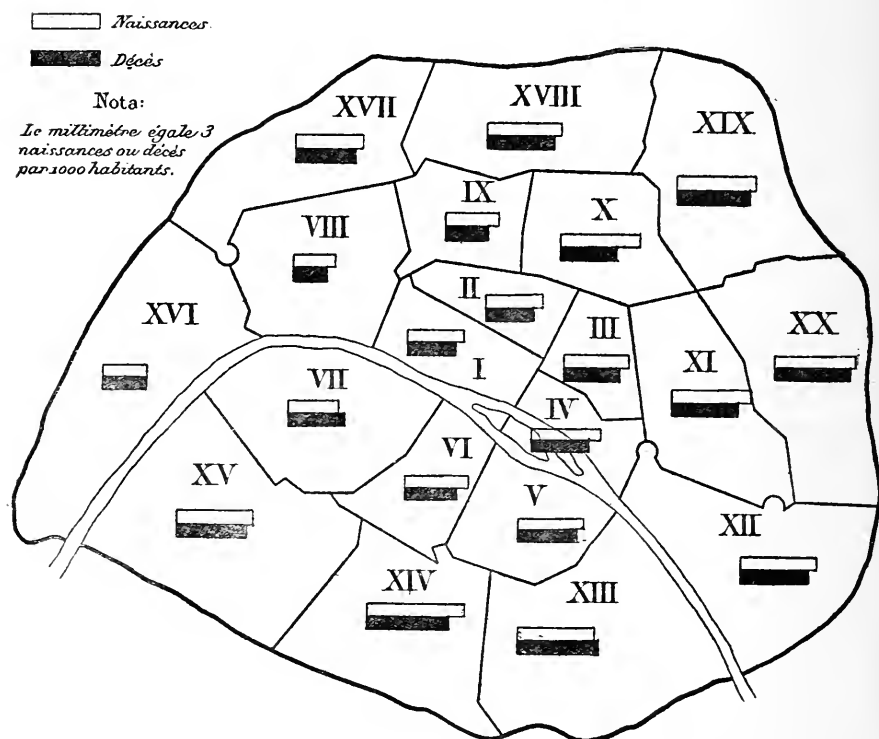 Naissances
Décès
Nota:
Le millimètre égale 3
naissances ou décès
par 1000 habitants.
XVII
XVIII
XIX
IX
X
VIII
II
XVI
III
XX
I
XI
VII
IV
VI
XV
V
XII
XIV
XIII